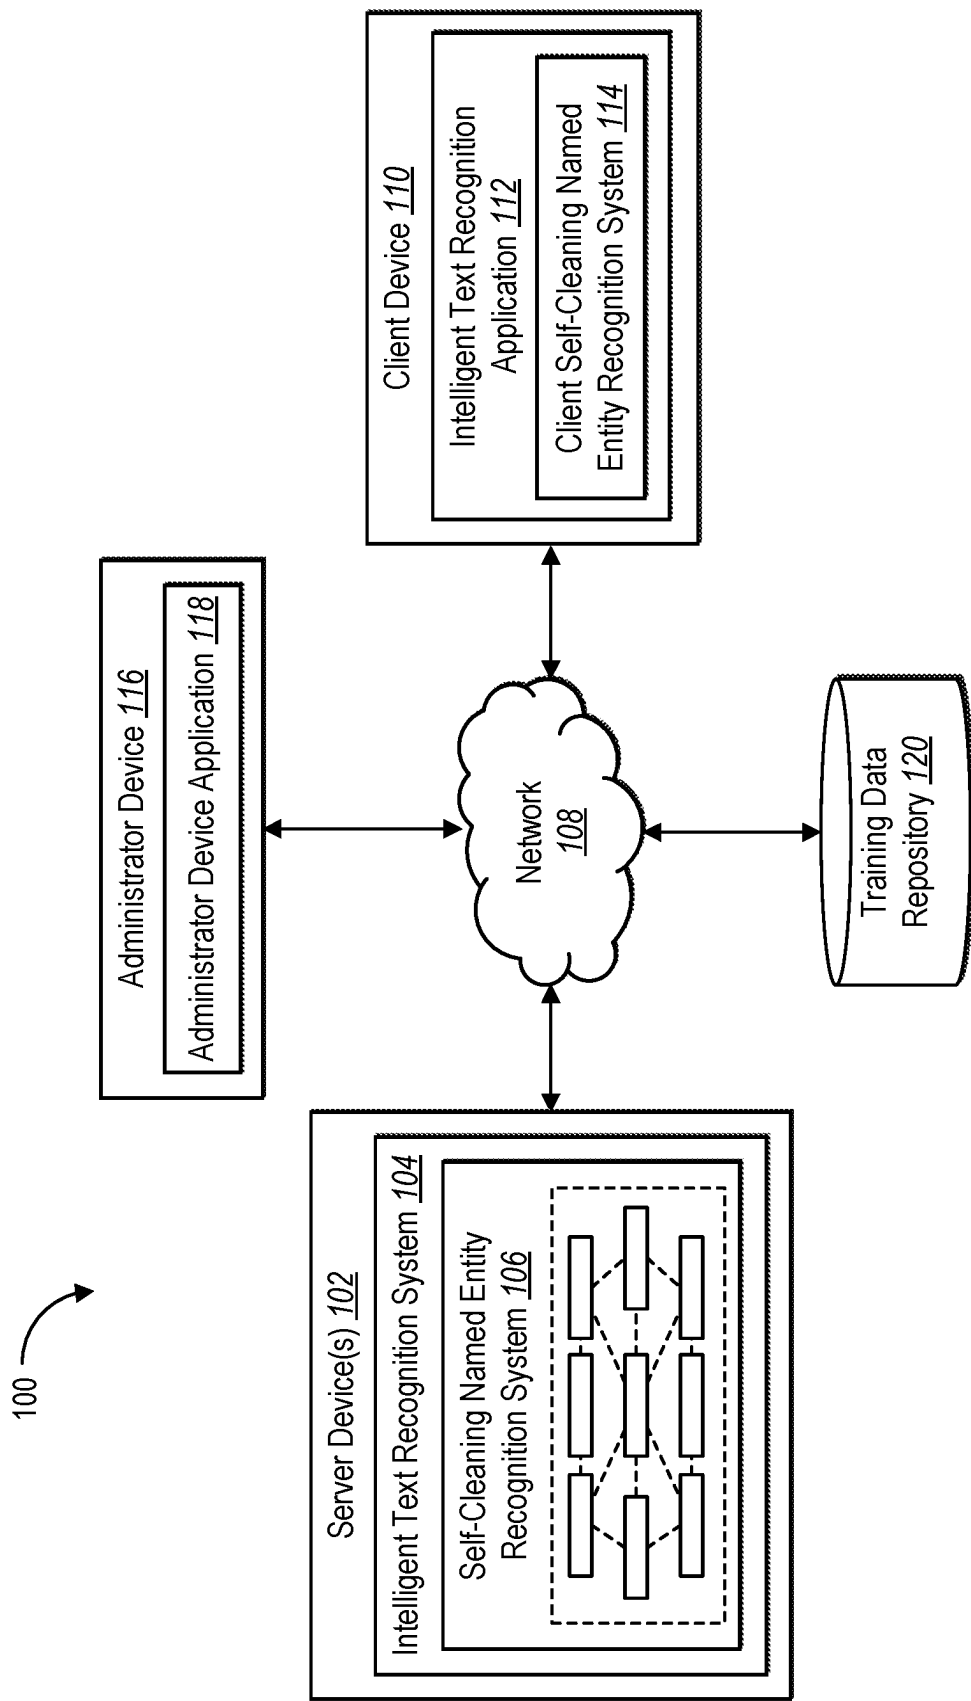 100
Server Device(s) 102
Intelligent Text Recognition System 104
Self-Cleaning Named Entity
Recognition System 106
Administrator Device 116
Administrator Device Application 118
Network
108
Training Data
Repository 120
Client Device 110
Intelligent Text Recognition
Application 112
Client Self-Cleaning Named
Entity Recognition System 114